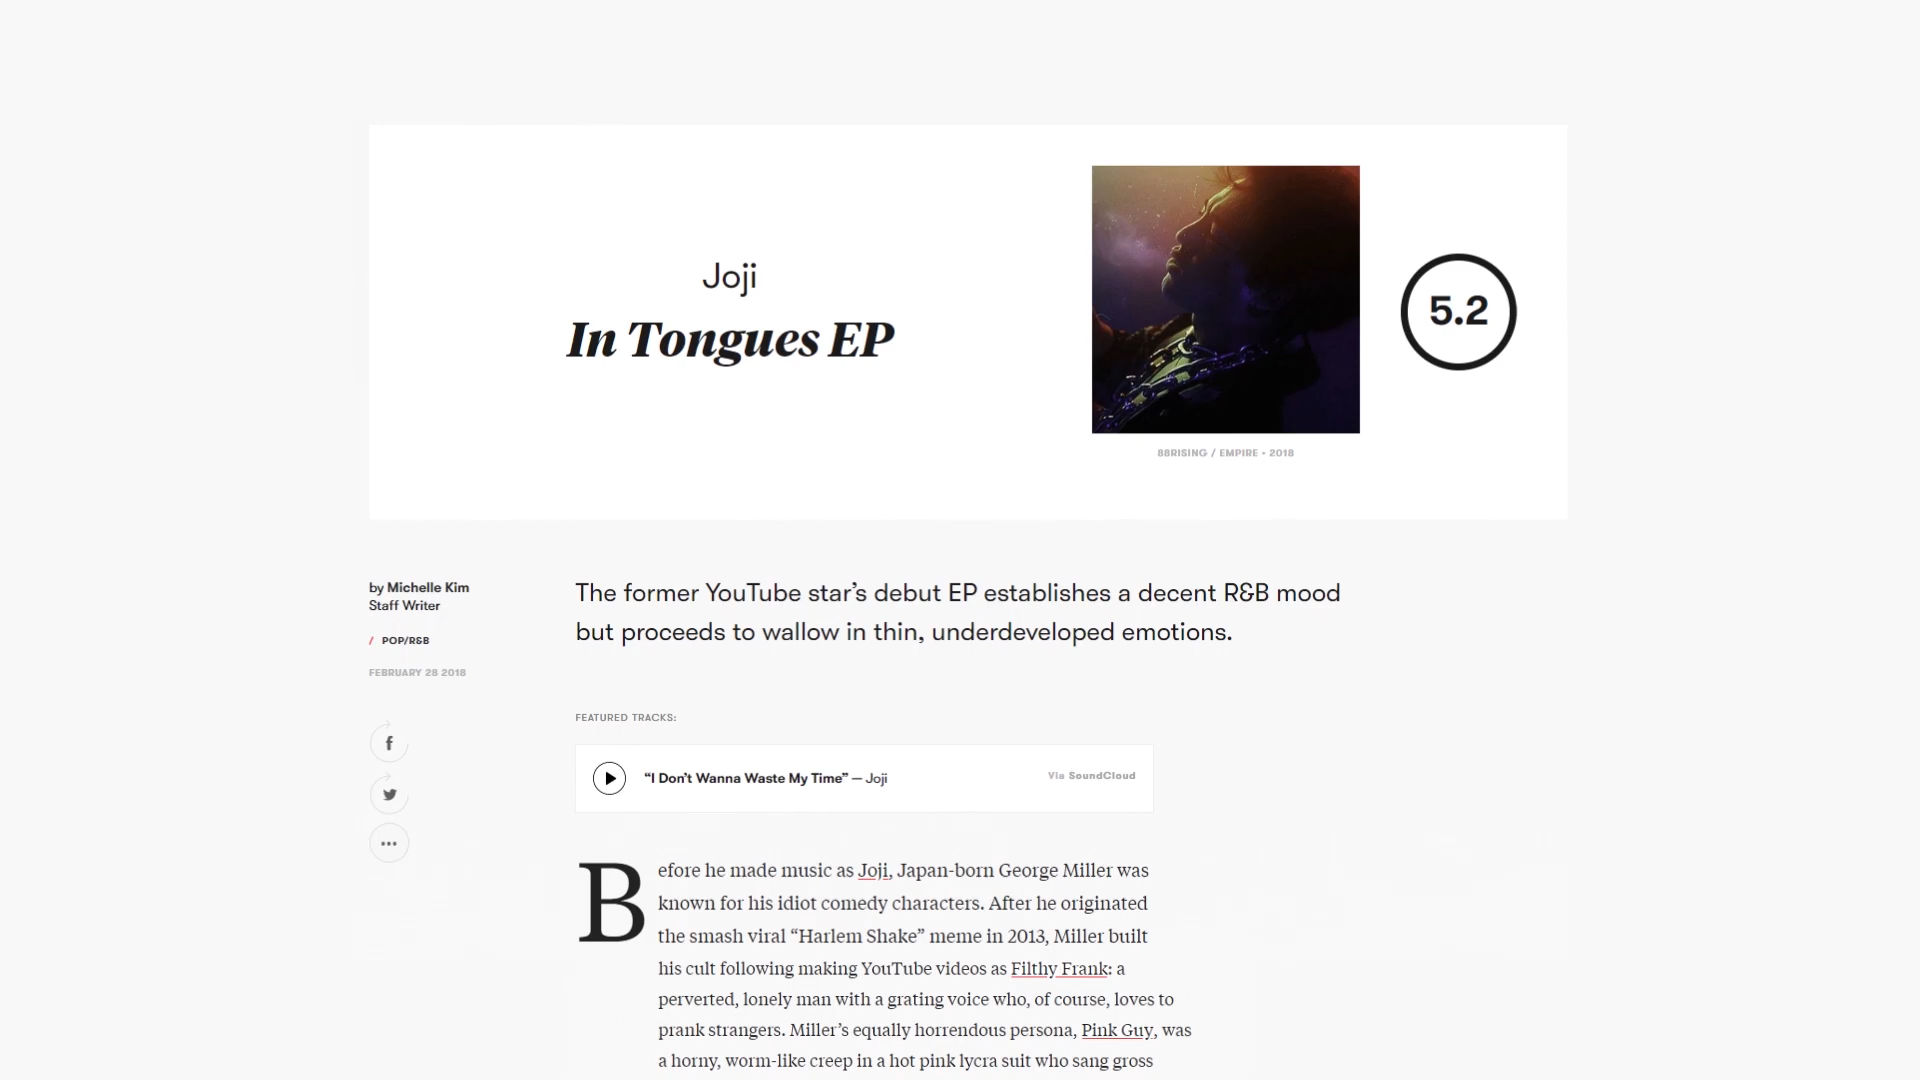 Joji
In Tongues EP
5.2
88RISING / EMPIRE • 2018
by Michelle Kim
Staff Writer
/ POP/R&B
FEBRUARY 28 2018
The former YouTube star’s debut EP establishes a decent R&B mood
but proceeds to wallow in thin, underdeveloped emotions.
FEATURED TRACKS:
“I Don’t Wanna Waste My Time” — Joji
Via SoundCloud
Before he made music as Joji, Japan-born George Miller was
known for his idiot comedy characters. After he originated
the smash viral “Harlem Shake” meme in 2013, Miller built
his cult following making YouTube videos as Filthy Frank: a
perverted, lonely man with a grating voice who, of course, loves to
prank strangers. Miller’s equally horrendous persona, Pink Guy, was
a horny, worm-like creep in a hot pink lycra suit who sang gross